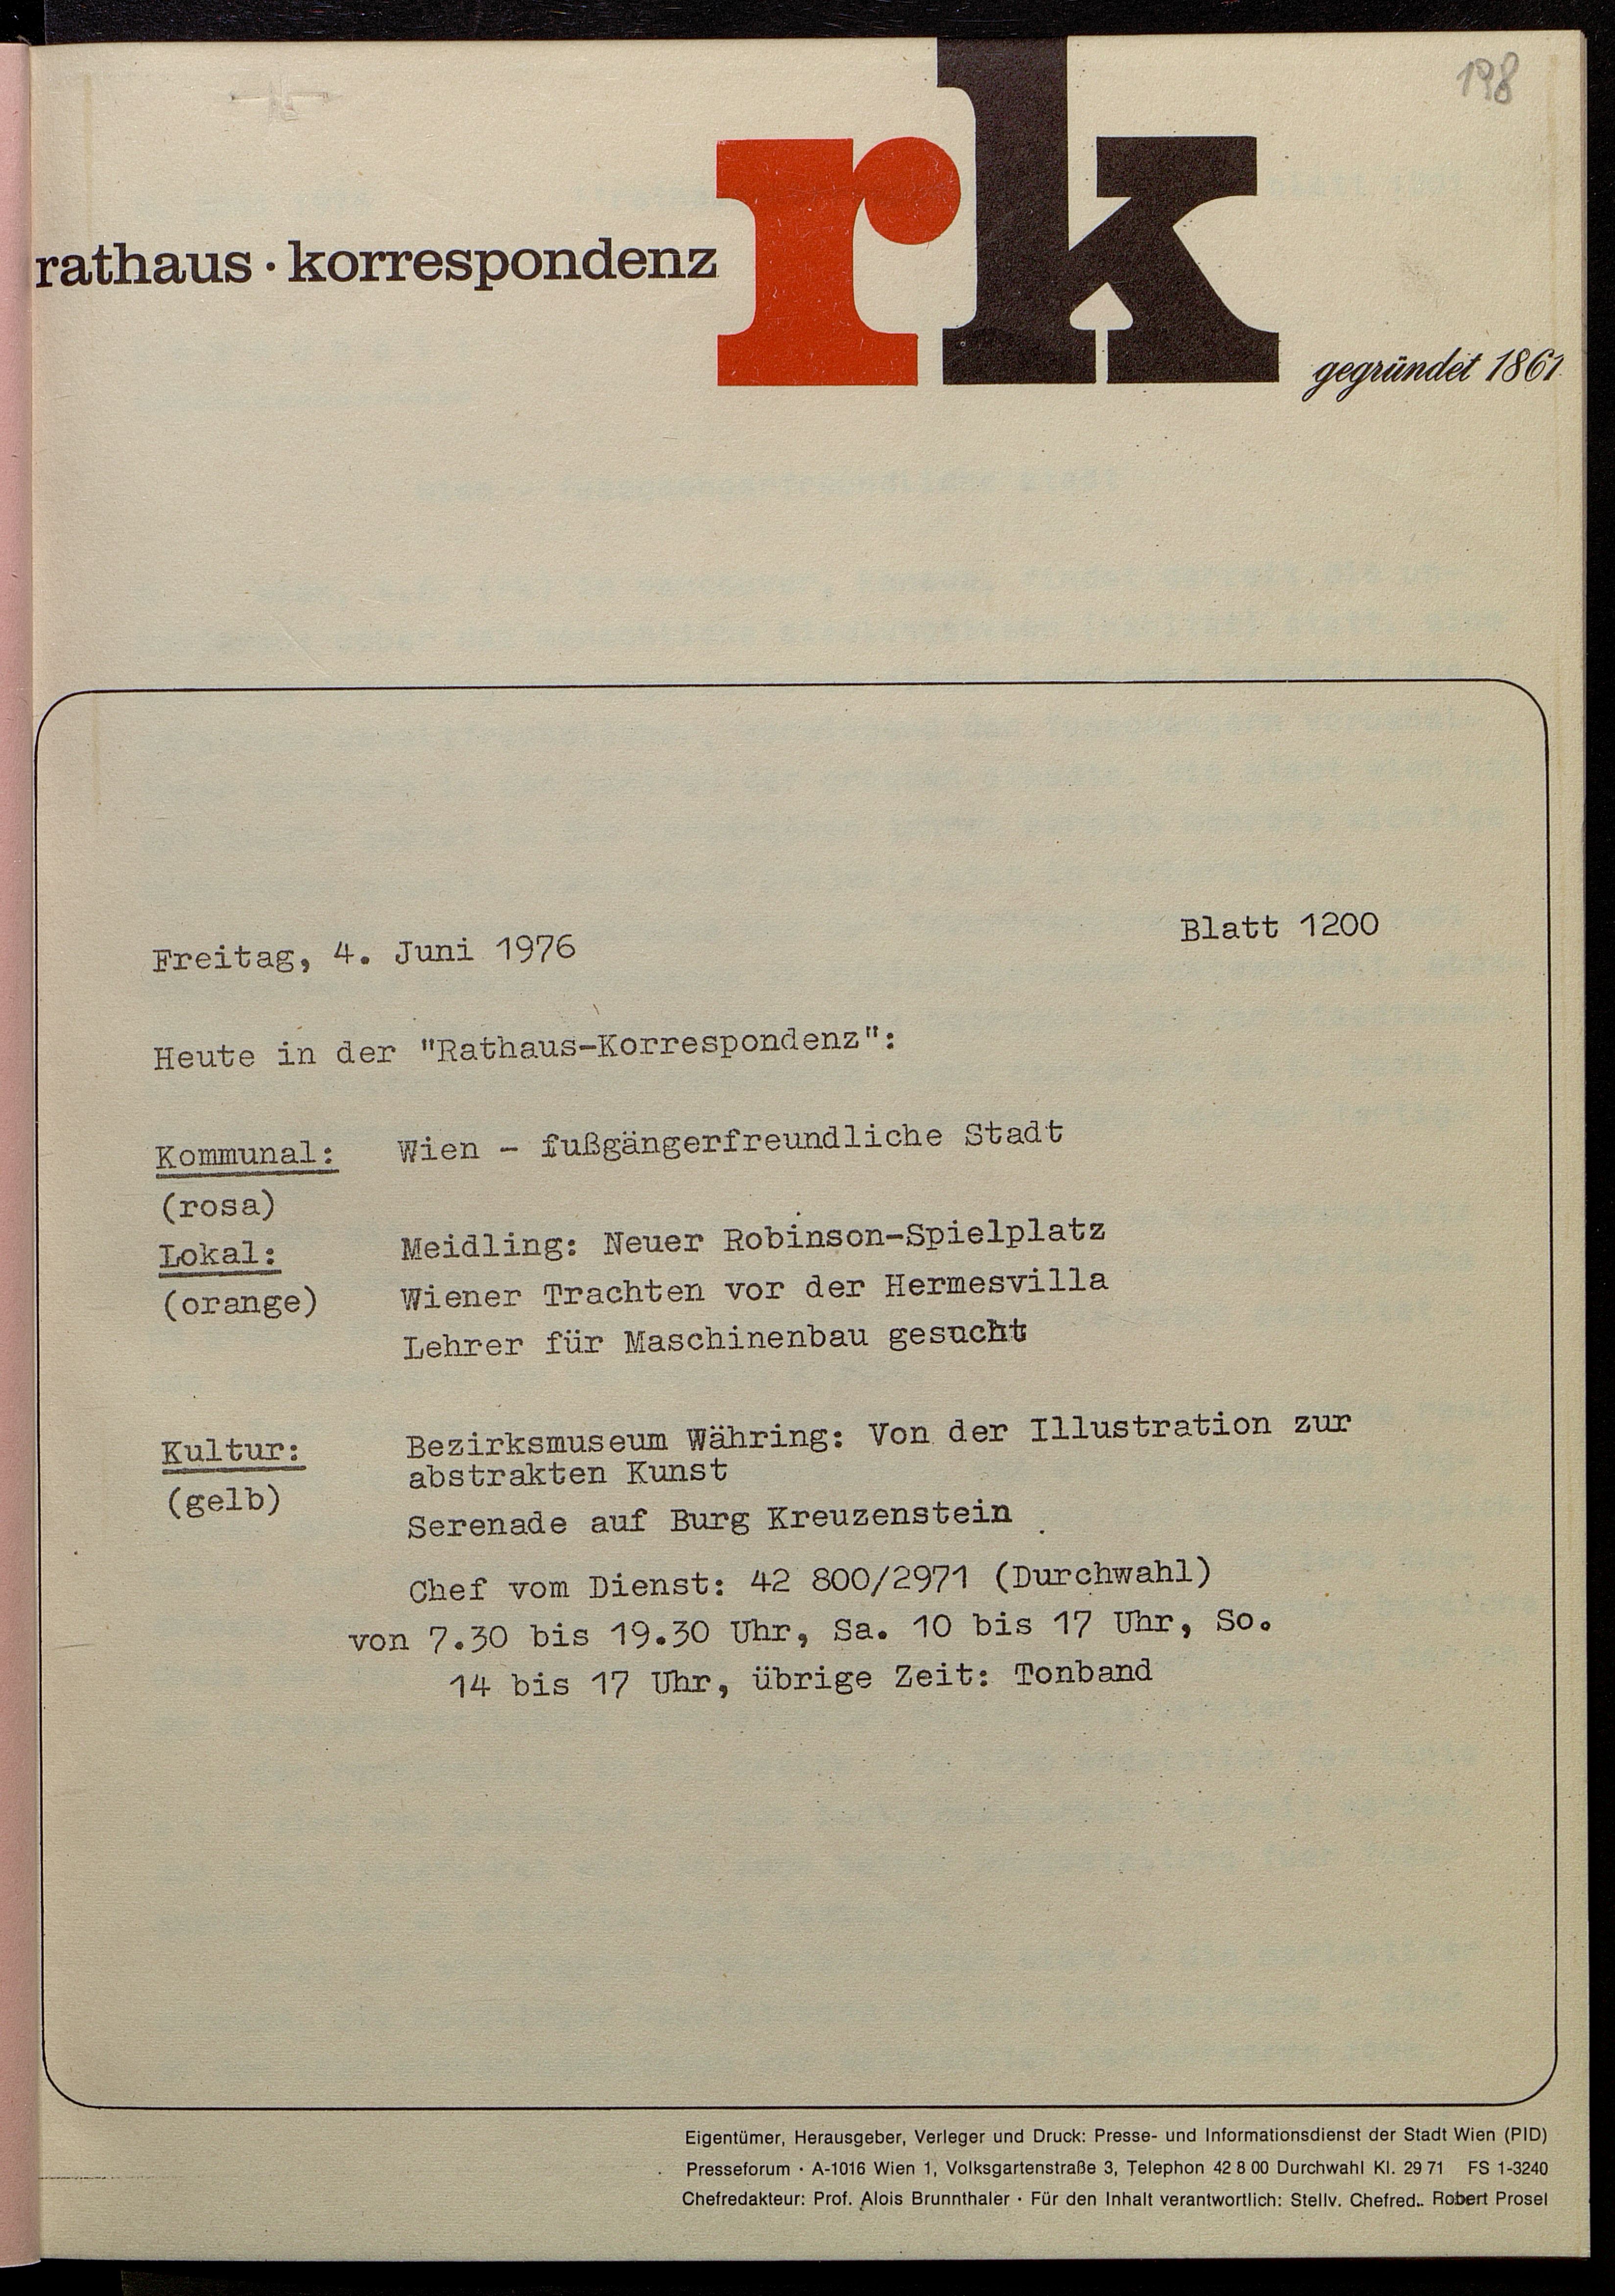 198
rk
rathaus · korrespondenz
gegründet 1861
Freitag, 4. Juni 1976 Blatt 1200
Heute in der "Rathaus-Korrespondenz":
Kommunal: Wien - fußgängerfreundliche Stadt
(rosa)
Lokal: Meidling: Neuer Robinson-Spielplatz
(orange) Wiener Trachten vor der Hermesvilla
Lehrer für Maschinenbau gesucht
Kultur: Bezirksmuseum Währing: Von der Illustration zur
abstrakten Kunst
(gelb)
Serenade auf Burg Kreuzenstein
Chef vom Dienst: 42 800/2971 (Durchwahl)
von 7.30 bis 19.30 Uhr, Sa. 10 bis 17 Uhr, So.
14 bis 17 Uhr, übrige Zeit: Tonband
Eigentümer, Herausgeber, Verleger und Druck: Presse- und Informationsdienst der Stadt Wien (PID)
Presseforum · A-1016 Wien 1, Volksgartenstraße 3, Telephon 42 8 00 Durchwahl Kl. 29 71 FS 1-3240
Chefredakteur: Prof. Alois Brunnthaler · Für den Inhalt verantwortlich: Stellv. Chefred.. Robert Prosel